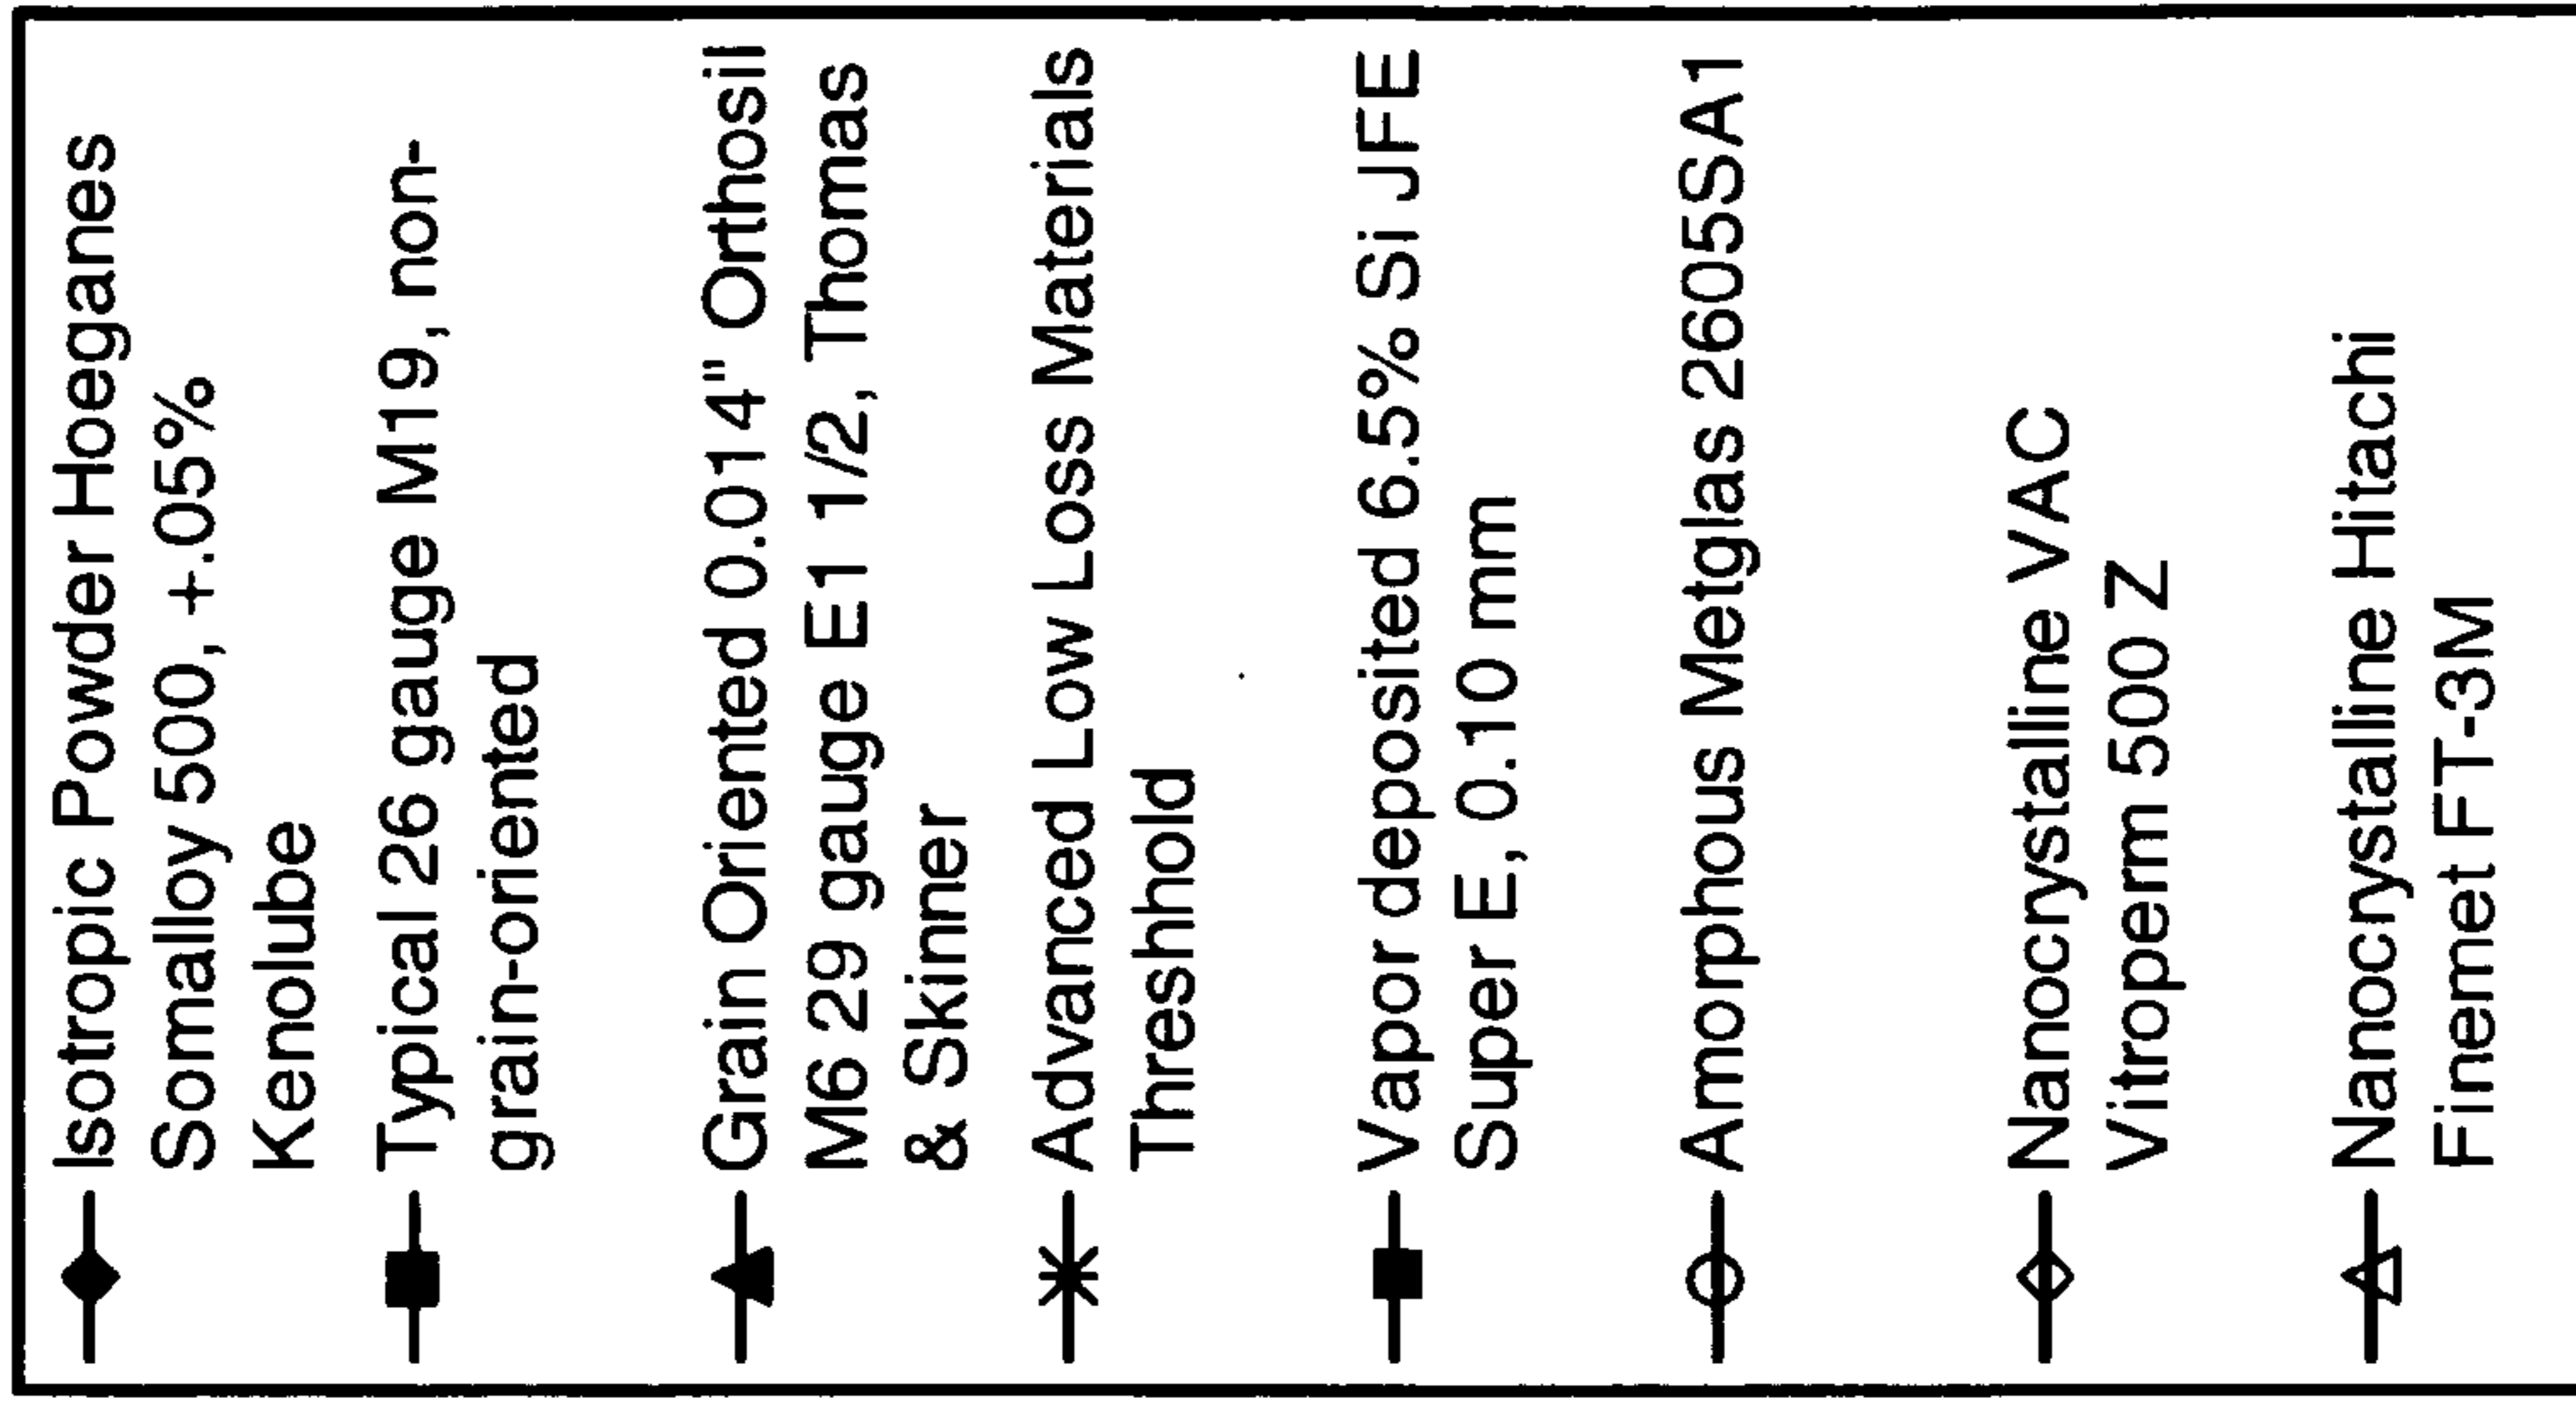 Isotropic Powder Hoeganes
Somalloy 500, +.05%
Kenolube
Typical 26 gauge M19, non-
grain-oriented
Grain Oriented 0.014" Orthosil
M6 29 gauge E1 1/2, Thomas
& Skinner
Advanced Low Loss Materials
Threshhold
Vapor deposited 6.5% Si JFE
Super E, 0.10 mm
Amorphous Metglas 2605SA1
Nanocrystalline VAC
Vitroperm 500 Z
Nanocrystalline Hitachi
Finemet FT-3M